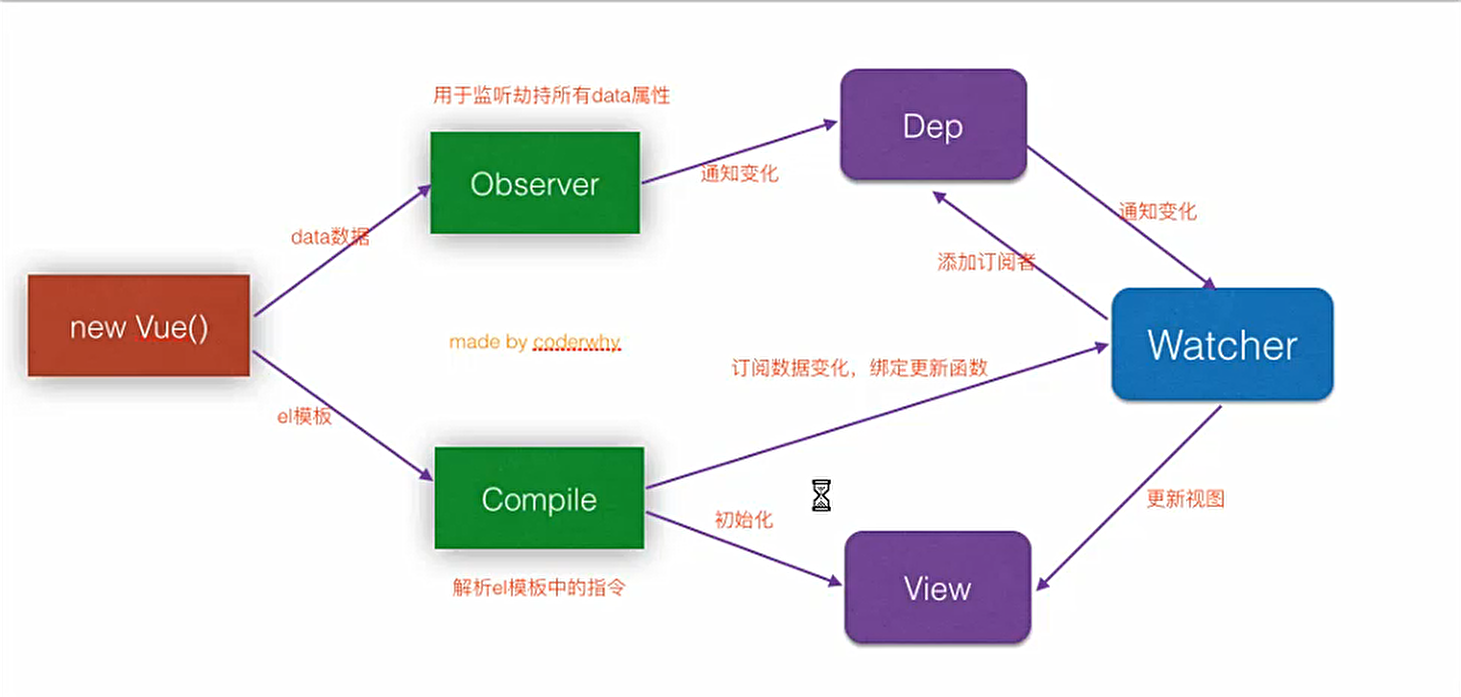 用于监听劫持所有data属性
Dep
Observer
通知变化
通知变化
data数据
添加订阅者
new Vue()
made by coderwhy
Watcher
订阅数据变化，绑定更新函数
el模板
Compile
初始化
更新视图
解析el模板中的指令
View